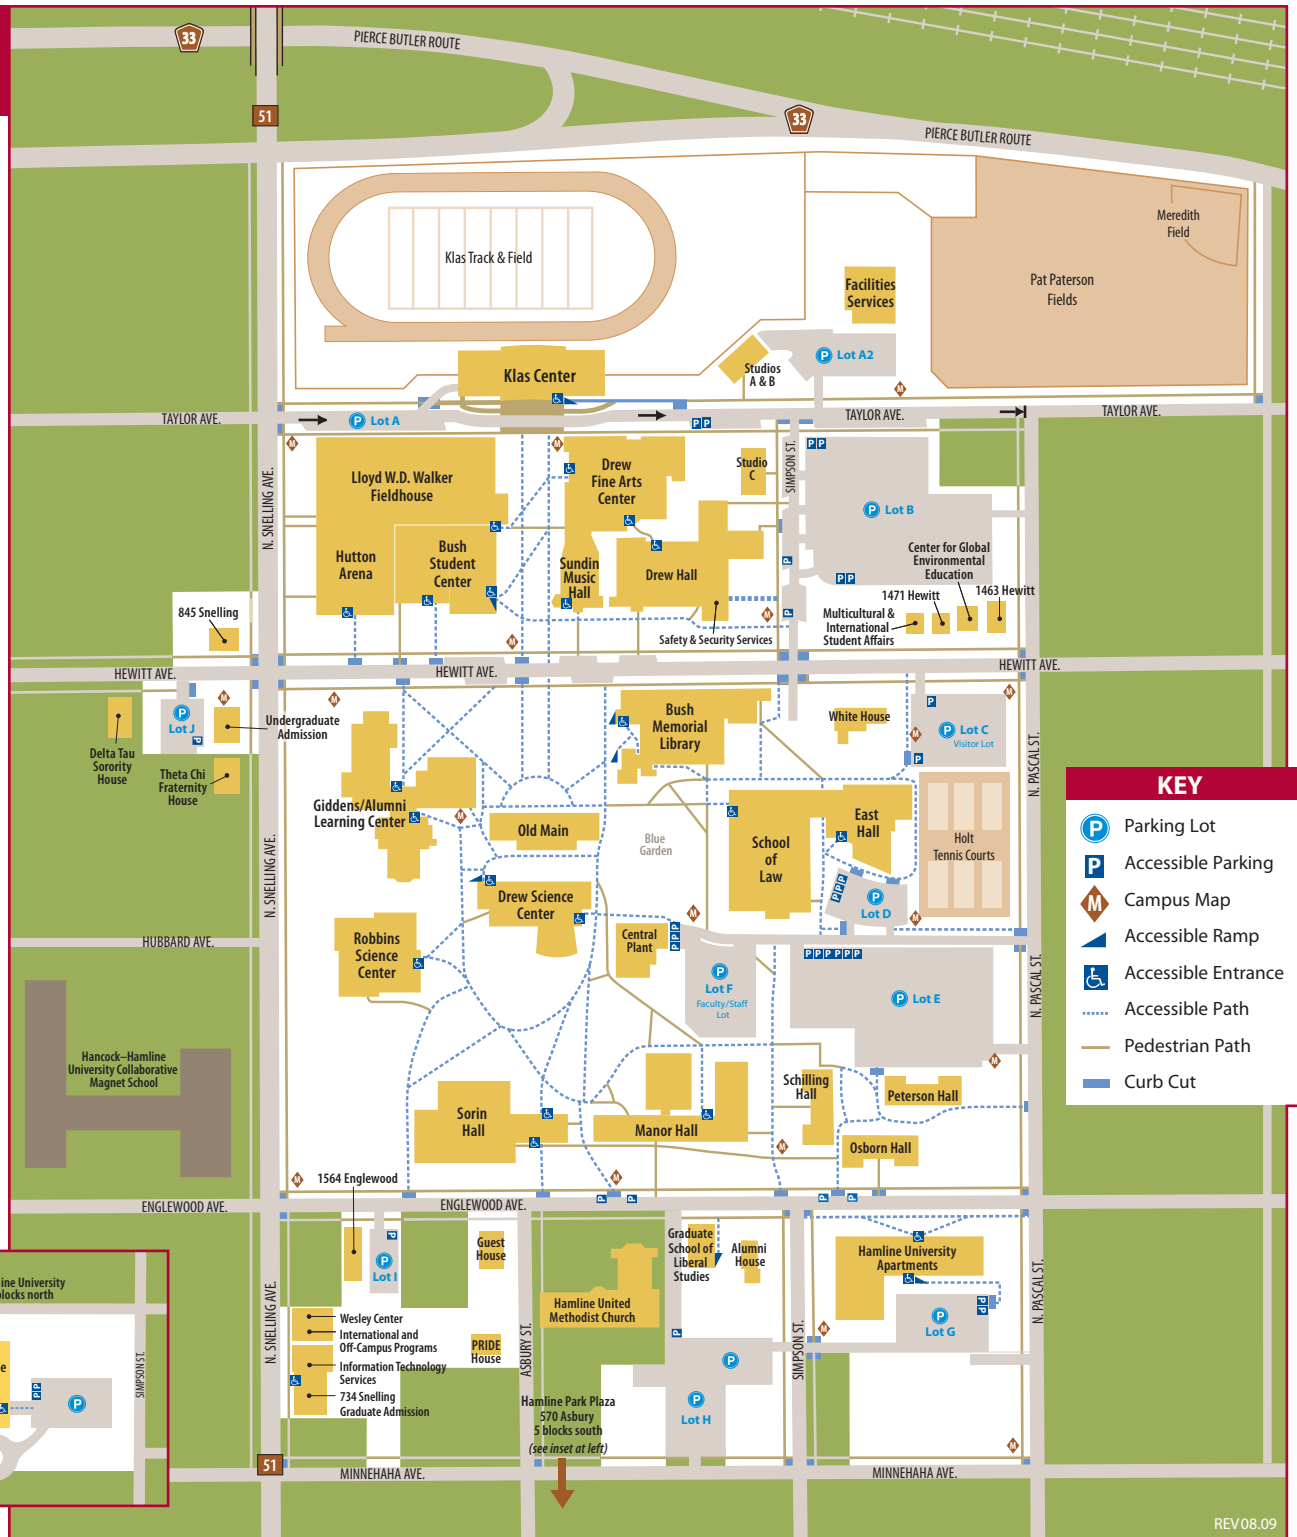 33
PIERCE BUTLER ROUTE
51
33
PIERCE BUTLER ROUTE
Meredith
Field
Klas Track & Field
Pat Paterson
Fields
Facilities
Services
P Lot A2
Studios
A & B
Klas Center
M
TAYLOR AVE.
P Lot A
P P
TAYLOR AVE.
TAYLOR AVE.
M
M
P P
Lloyd W.D. Walker
Fieldhouse
Drew
Fine Arts
Center
Studio
C
SIMPSON ST.
N. SNELLING AVE.
P Lot B
Hutton
Arena
Bush
Student
Center
Sundin
Music
Hall
Drew Hall
P
P P
Center for Global
Environmental
Education
1471 Hewitt
1463 Hewitt
845 Snelling
M
M
P
Multicultural &
International
Student Affairs
Safety & Security Services
HEWITT AVE.
HEWITT AVE.
HEWITT AVE.
M
M
M
P
Lot J
P
Undergraduate
Admission
Bush
Memorial
Library
White House
P
M
P Lot C
Visitor Lot
P
Delta Tau
Sorority
House
Theta Chi
Fraternity
House
N. PASCAL ST.
KEY
P Parking Lot
P Accessible Parking
M Campus Map
Accessible Ramp
Accessible Entrance
Accessible Path
Pedestrian Path
Curb Cut
Giddens/Alumni
Learning Center
M
Old Main
Blue
Garden
School
of
Law
East
Hall
Holt
Tennis Courts
N. SNELLING AVE.
Drew Science
Center
P P P
P
Lot D
M
M
Robbins
Science
Center
Central
Plant
P
P
P
HUBBARD AVE.
P
Lot F
Faculty/Staff
Lot
P P P P P P
P Lot E
N. PASCAL ST.
Hancock–Hamline
University Collaborative
Magnet School
M
Schilling
Hall
Peterson Hall
Sorin
Hall
Manor Hall
M
Osborn Hall
M
1564 Englewood
M
ENGLEWOOD AVE.
ENGLEWOOD AVE.
P P
P P
P
P
Lot I
Guest
House
Graduate
School of
Liberal
Studies
Alumni
House
Hamline University
Apartments
N. SNELLING AVE.
N. PASCAL ST.
Hamline United
Methodist Church
P
P
P
Lot G
Wesley Center
International and
Off-Campus Programs
PRIDE
House
ASBURY ST.
P
M
SIMPSON ST.
Information Technology
Services
734 Snelling
Graduate Admission
P
P
Lot H
Hamline Park Plaza
570 Asbury
5 blocks south
(see inset at left)
M
51
MINNEHAHA AVE.
MINNEHAHA AVE.
ine University
locks north
e
P P
P
SIMPSON ST.
REV 08.09